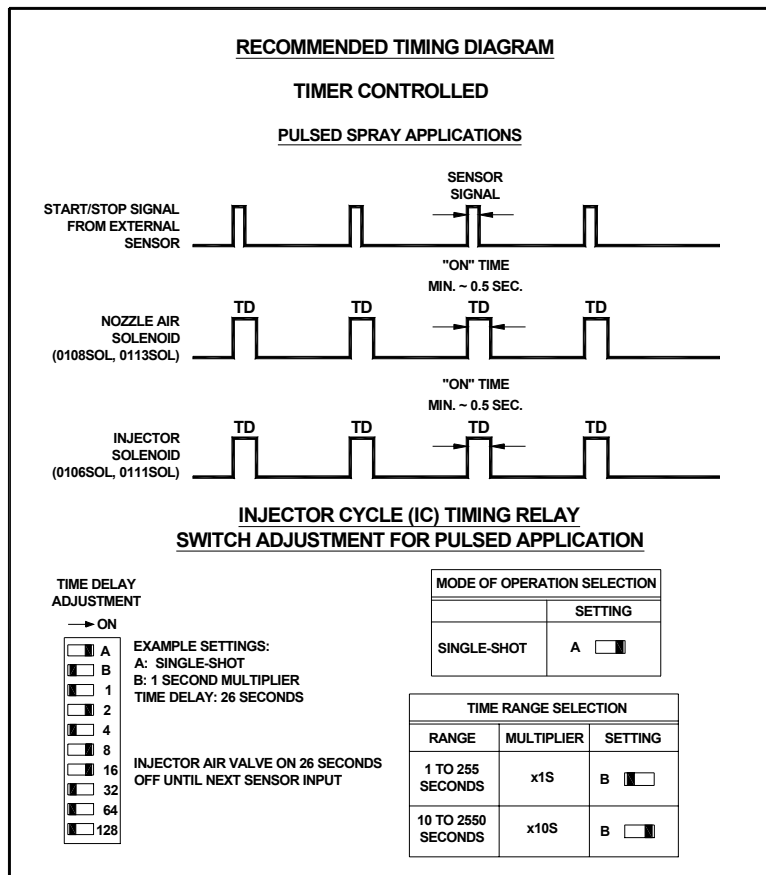 RECOMMENDED TIMING DIAGRAM
TIMER CONTROLLED
PULSED SPRAY APPLICATIONS
SENSOR
SIGNAL
START/STOP SIGNAL
FROM EXTERNAL
SENSOR
"ON" TIME
MIN. ~ 0.5 SEC.
TD TD TD TD
NOZZLE AIR
SOLENOID
(0108SOL, 0113SOL)
"ON" TIME
MIN. ~ 0.5 SEC.
TD TD TD TD
INJECTOR
SOLENOID
(0106SOL, 0111SOL)
INJECTOR CYCLE (IC) TIMING RELAY
SWITCH ADJUSTMENT FOR PULSED APPLICATION
TIME DELAY
ADJUSTMENT
ON
A
B
1
2
4
8
16
32
64
128
EXAMPLE SETTINGS:
A: SINGLE-SHOT
B: 1 SECOND MULTIPLIER
TIME DELAY: 26 SECONDS
INJECTOR AIR VALVE ON 26 SECONDS
OFF UNTIL NEXT SENSOR INPUT
MODE OF OPERATION SELECTION
SETTING
SINGLE-SHOT A
TIME RANGE SELECTION
RANGE MULTIPLIER SETTING
1 TO 255
SECONDS
x1S
B
10 TO 2550
SECONDS
x10S
B